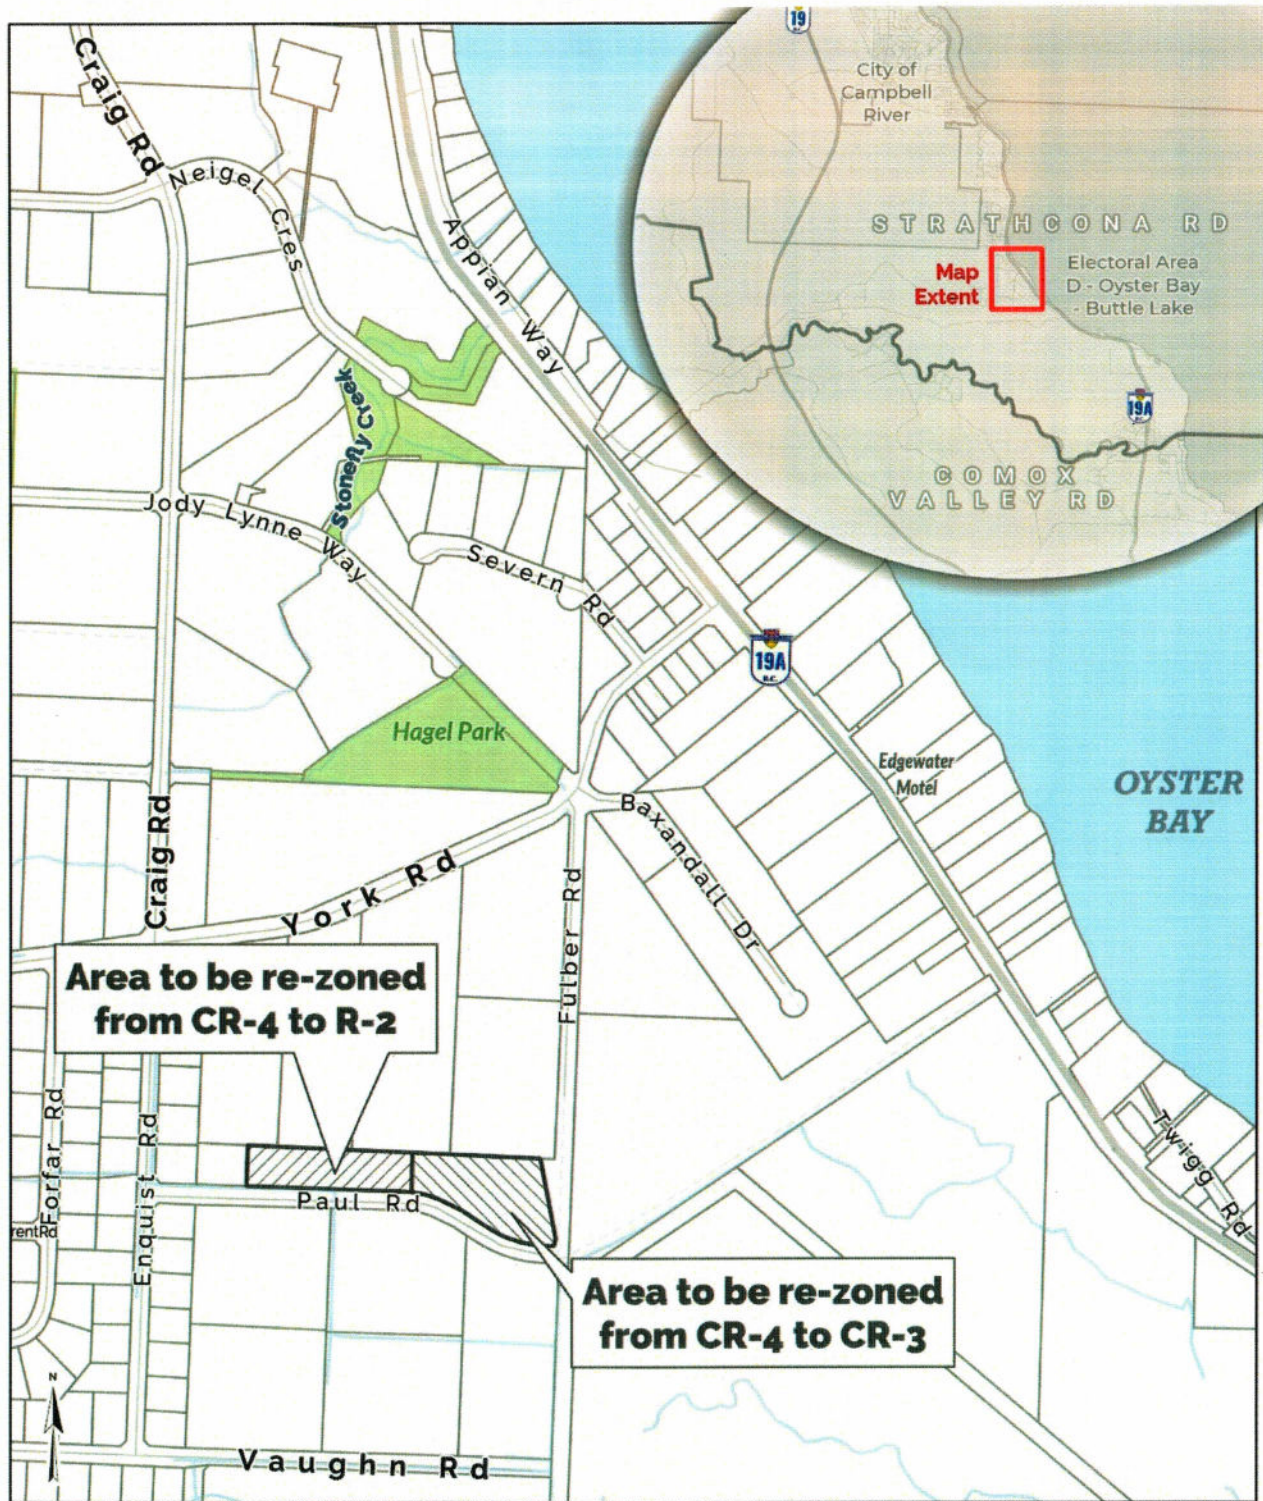 19
City of
Campbell
River
STRATHCONA RD
Map
Extent
Electoral Area
D - Oyster Bay
- Buttle Lake
19A
COMOX
VALLEY RD
Craig Rd
Neigel Cres
Appian Way
Stonefly Creek
Jody Lynne Way
Severn Rd
19A
B.C.
Hagel Park
Edgewater
Motel
OYSTER
BAY
Craig Rd
York Rd
Baxandall Dr
Fulber Rd
Area to be re-zoned
from CR-4 to R-2
Forfar Rd
Enquist Rd
Paul Rd
Twigg Rd
rent Rd
Area to be re-zoned
from CR-4 to CR-3
N
Vaughn Rd